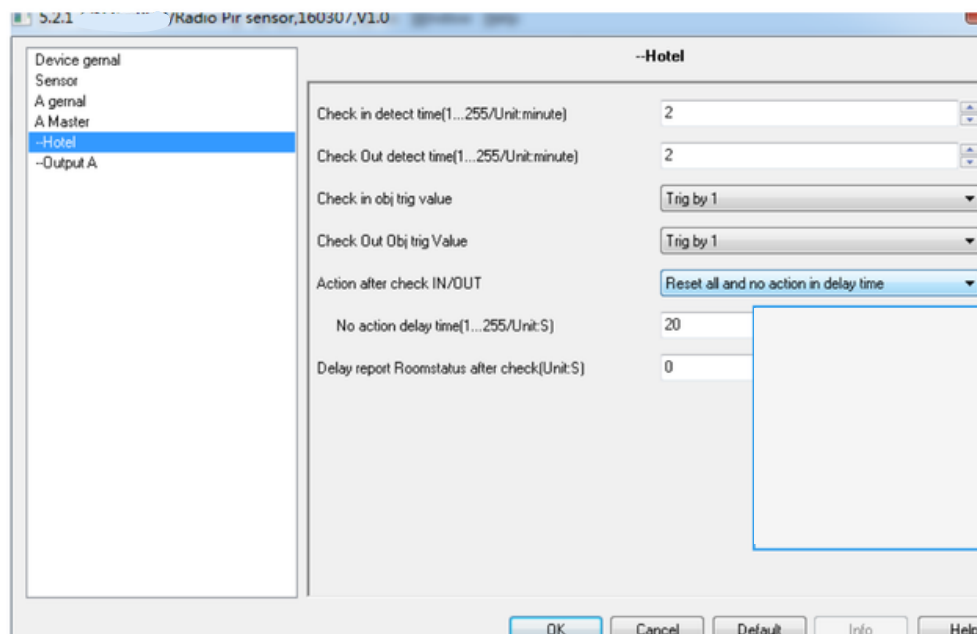 5.2.1 /Radio Pir sensor,160307,V1.0
--Hotel
Device gernal
Sensor
A gernal
A Master
--Hotel
--Output A
Check in detect time(1...255/Unit:minute) 2
Check Out detect time(1...255/Unit:minute) 2
Check in obj trig value Trig by 1
Check Out Obj trig Value Trig by 1
Action after check IN/OUT Reset all and no action in delay time
No action delay time(1...255/Unit:S) 20
Delay report Roomstatus after check(Unit:S) 0
OK Cancel Default Info Help